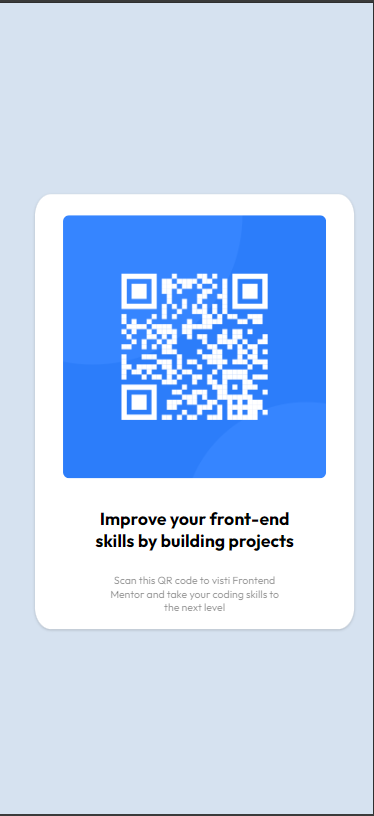 Improve your front-end
skills by building projects
Scan this QR code to visti Frontend
Mentor and take your coding skills to
the next level